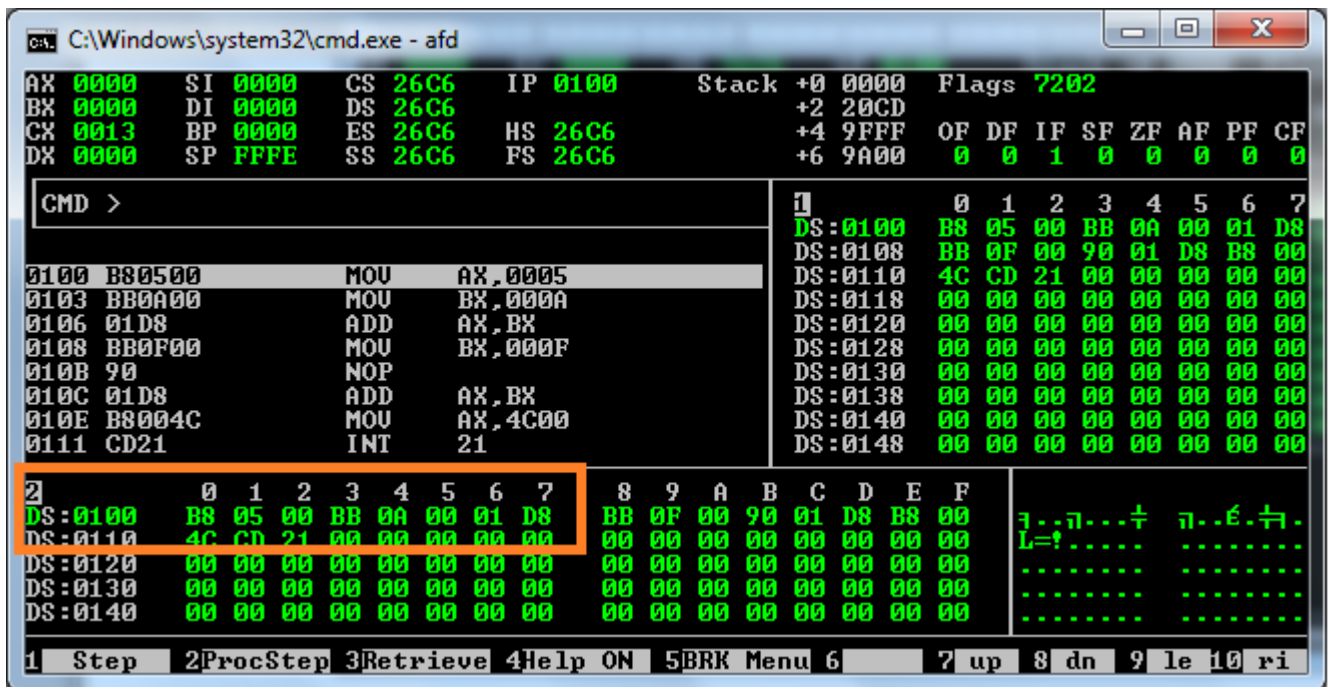 C:\Windows\system32\cmd.exe - afd
AX 0000 SI 0000 CS 26C6 IP 0100 Stack +0 0000 Flags 7202
BX 0000 DI 0000 DS 26C6 +2 20CD
CX 0013 BP 0000 ES 26C6 HS 26C6 +4 9FFF OF DF IF SF ZF AF PF CF
DX 0000 SP FFFE SS 26C6 FS 26C6 +6 9A00 0 0 1 0 0 0 0 0
CMD >
0100 B80500 MOV AX,0005
0103 BB0A00 MOV BX,000A
0106 01D8 ADD AX,BX
0108 BB0F00 MOV BX,000F
010B 90 NOP
010C 01D8 ADD AX,BX
010E B8004C MOV AX,4C00
0111 CD21 INT 21
1 0 1 2 3 4 5 6 7
DS:0100 B8 05 00 BB 0A 00 01 D8
DS:0108 BB 0F 00 90 01 D8 B8 00
DS:0110 4C CD 21 00 00 00 00 00
DS:0118 00 00 00 00 00 00 00 00
DS:0120 00 00 00 00 00 00 00 00
DS:0128 00 00 00 00 00 00 00 00
DS:0130 00 00 00 00 00 00 00 00
DS:0138 00 00 00 00 00 00 00 00
DS:0140 00 00 00 00 00 00 00 00
DS:0148 00 00 00 00 00 00 00 00
2 0 1 2 3 4 5 6 7 8 9 A B C D E F
DS:0100 B8 05 00 BB 0A 00 01 D8 BB 0F 00 90 01 D8 B8 00 ╕..╗...╪ ╗..É.╪╕.
DS:0110 4C CD 21 00 00 00 00 00 00 00 00 00 00 00 00 00 L═!..... ........
DS:0120 00 00 00 00 00 00 00 00 00 00 00 00 00 00 00 00 ........ ........
DS:0130 00 00 00 00 00 00 00 00 00 00 00 00 00 00 00 00 ........ ........
DS:0140 00 00 00 00 00 00 00 00 00 00 00 00 00 00 00 00 ........ ........
1 Step 2ProcStep 3Retrieve 4Help ON 5BRK Menu 6 7 up 8 dn 9 le 10 ri